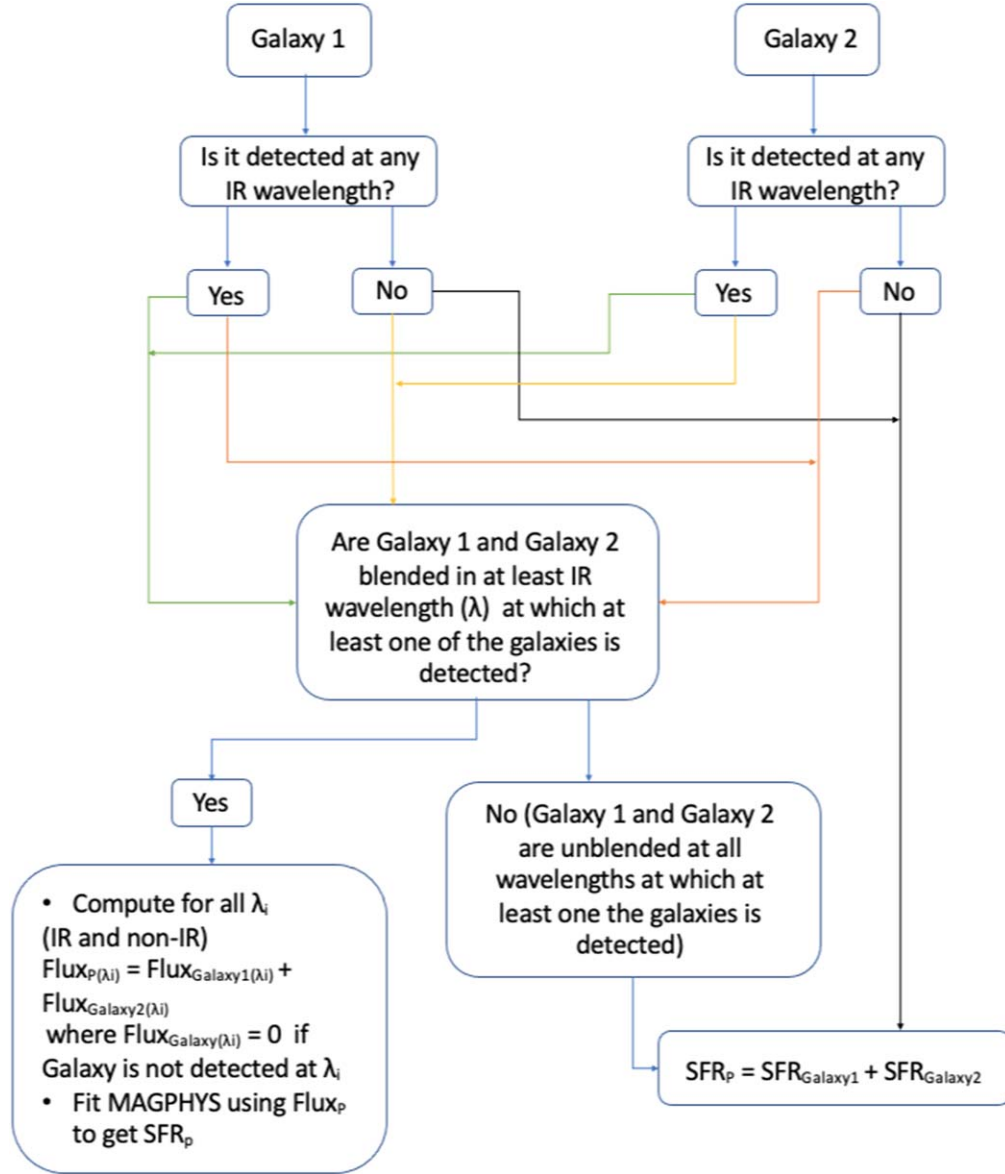 Galaxy 1
Galaxy 2
Is it detected at any
IR wavelength?
Is it detected at any
IR wavelength?
Yes
No
Yes
No
Are Galaxy 1 and Galaxy 2
blended in at least IR
wavelength (λ) at which at
least one of the galaxies is
detected?
Yes
No (Galaxy 1 and Galaxy 2
are unblended at all
wavelengths at which at
least one the galaxies is
detected)
• Compute for all λi
(IR and non-IR)
FluxP(λi) = FluxGalaxy1(λi) +
FluxGalaxy2(λi)
where FluxGalaxy(λi) = 0 if
Galaxy is not detected at λi
• Fit MAGPHYS using FluxP
to get SFRp
SFRP = SFRGalaxy1 + SFRGalaxy2